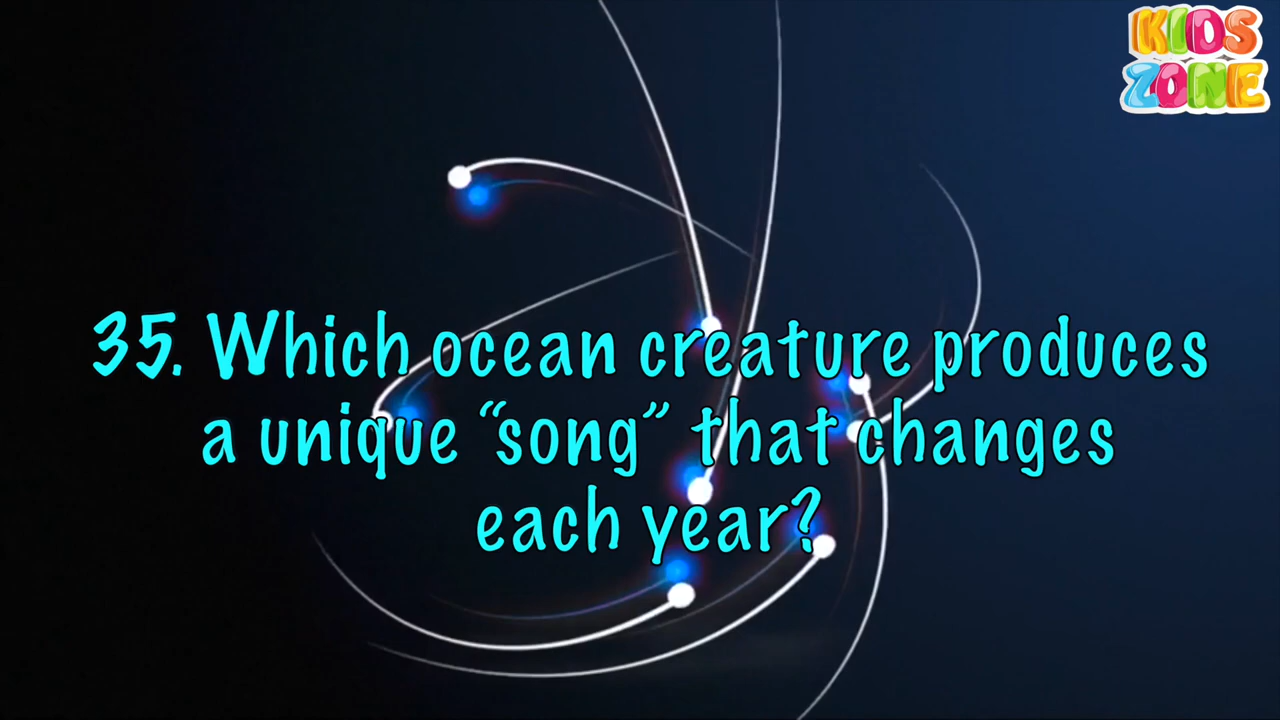 KIDS
ZONE
35. Which ocean creature produces
a unique “song” that changes
each year?